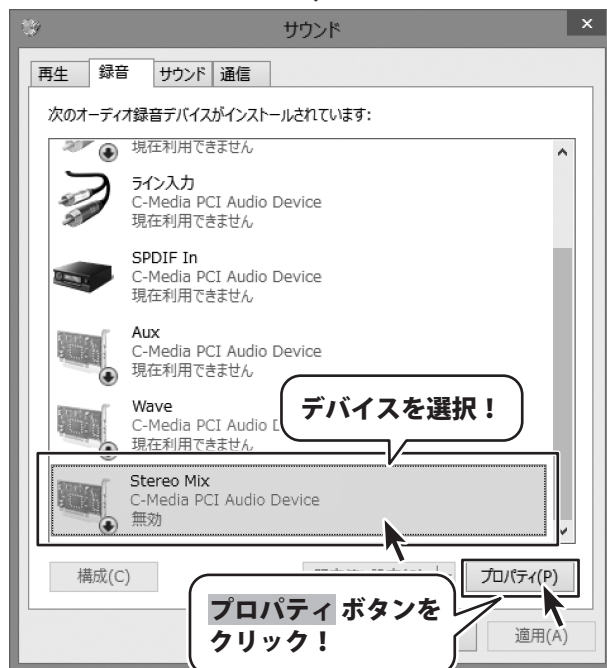 サウンド
×
再生 録音 サウンド 通信
次のオーディオ録音デバイスがインストールされています:
現在利用できません
ライン入力
C-Media PCI Audio Device
現在利用できません
SPDIF In
C-Media PCI Audio Device
現在利用できません
Aux
C-Media PCI Audio Device
現在利用できません
Wave
C-Media PCI Audio
現在利用できません
デバイスを選択！
Stereo Mix
C-Media PCI Audio Device
無効
構成(C)
プロパティ(P)
プロパティ ボタンを
クリック！
適用(A)